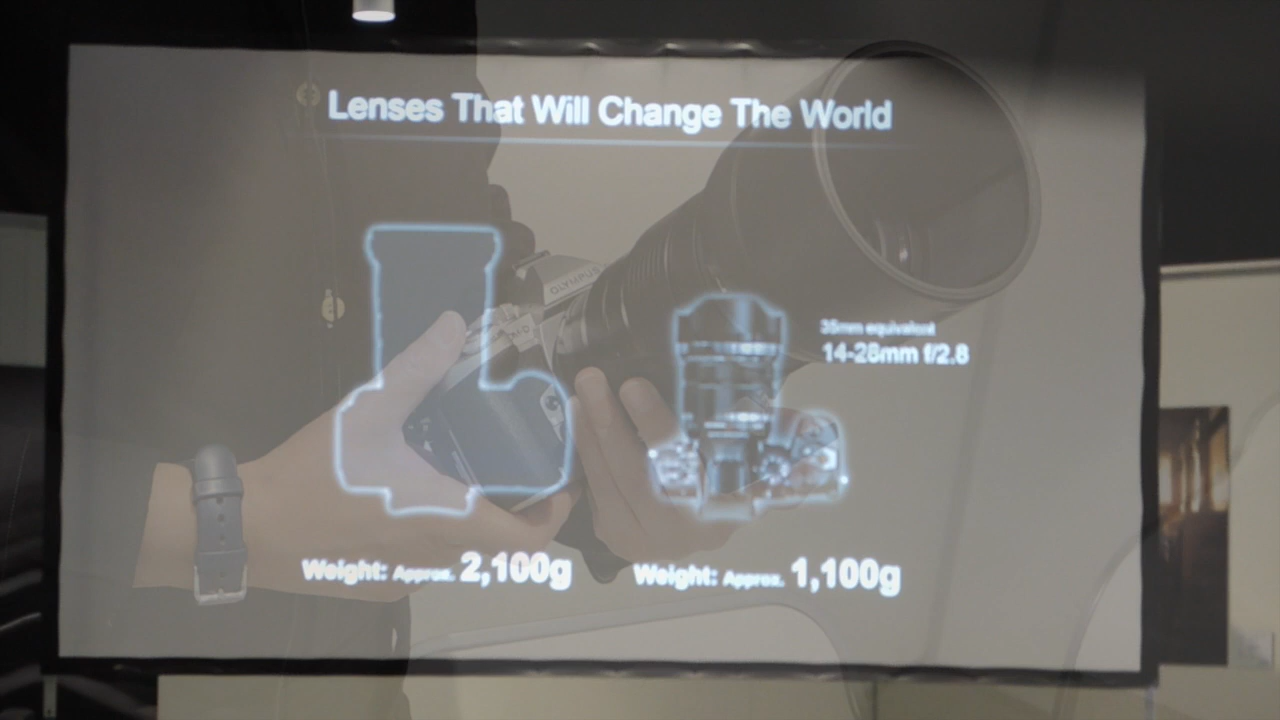 Lenses That Will Change The World
OLYMPUS
35mm equivalent
14-28mm f/2.8
Weight: Approx. 2,100g
Weight: Approx. 1,100g